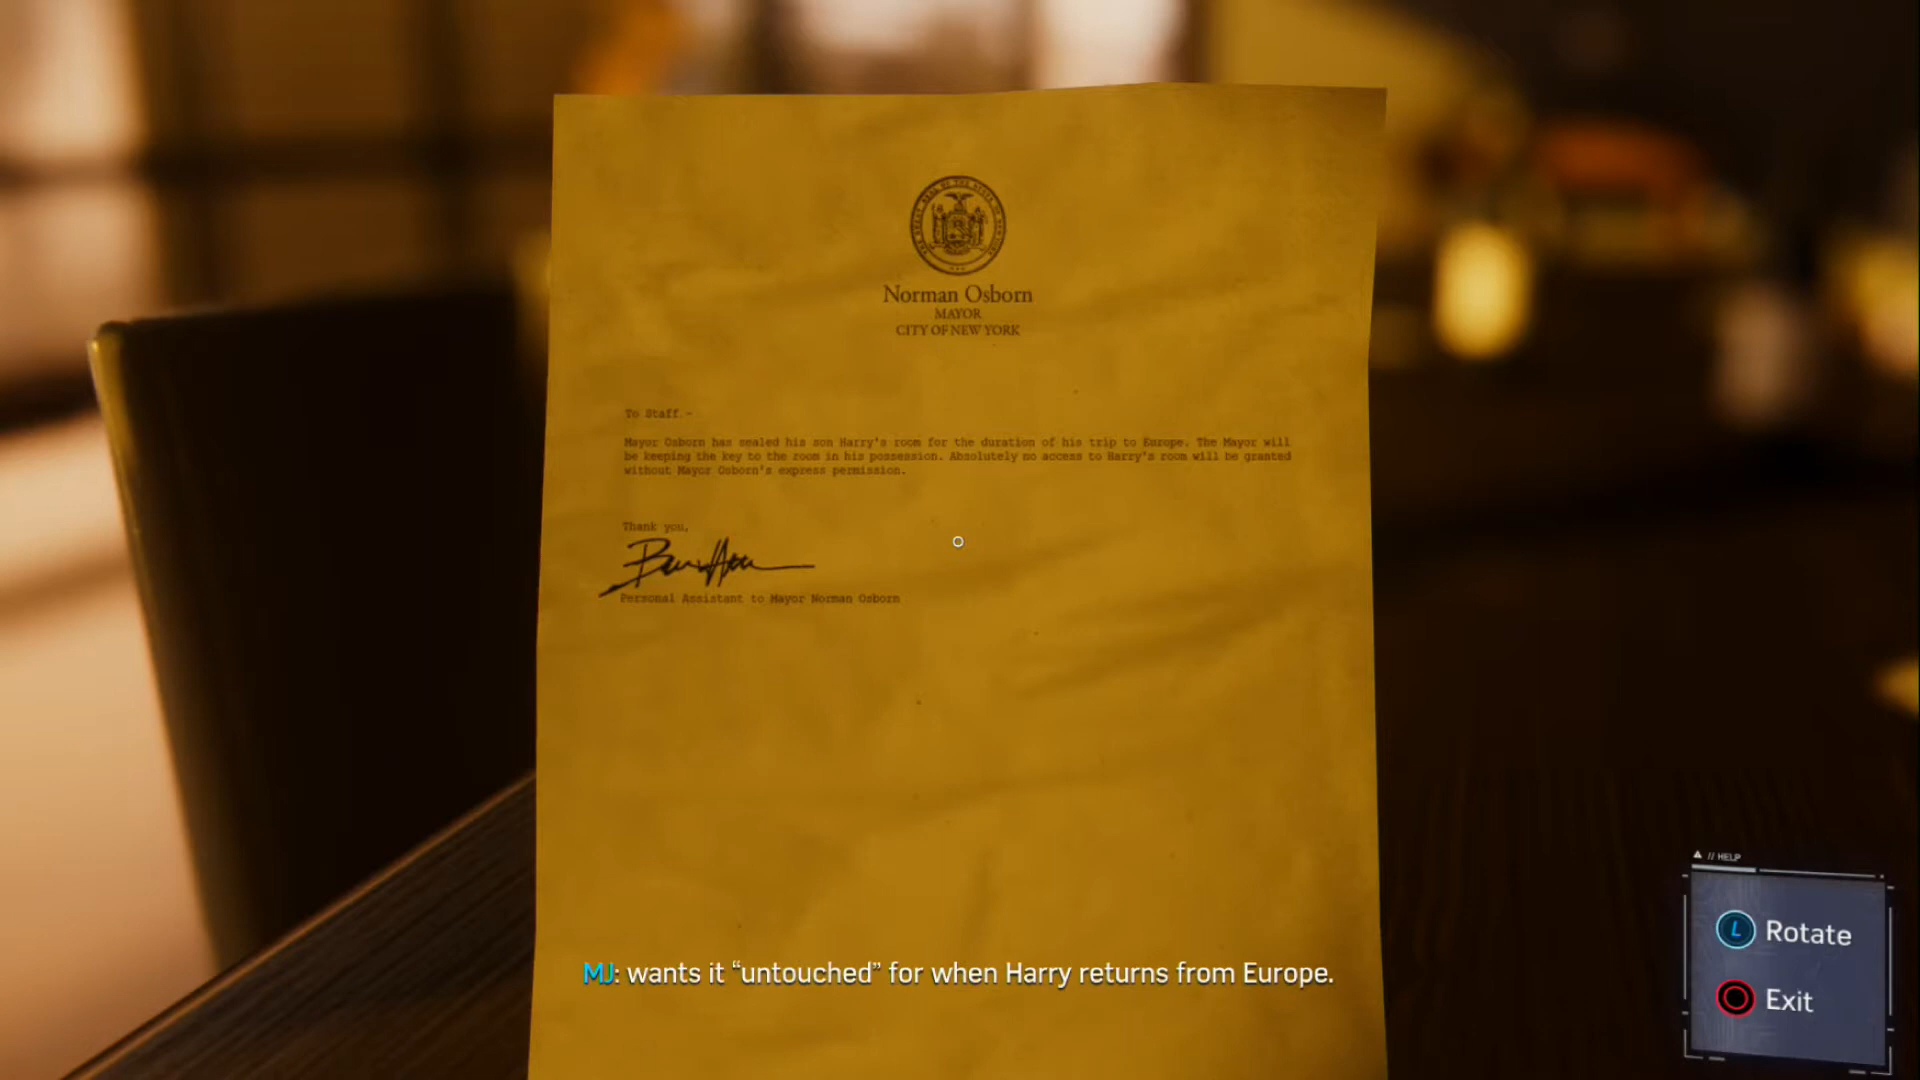 Norman Osborn
MAYOR
CITY OF NEW YORK
To Staff.-
Mayor Osborn has sealed his son Harry's room for the duration of his trip to Europe. The Mayor will
be keeping the key to the room in his possession. Absolutely no access to Harry's room will be granted
without Mayor Osborn's express permission.
Thank you,
Personal Assistant to Mayor Norman Osborn
MJ: wants it “untouched” for when Harry returns from Europe.
// HELP
L Rotate
Exit